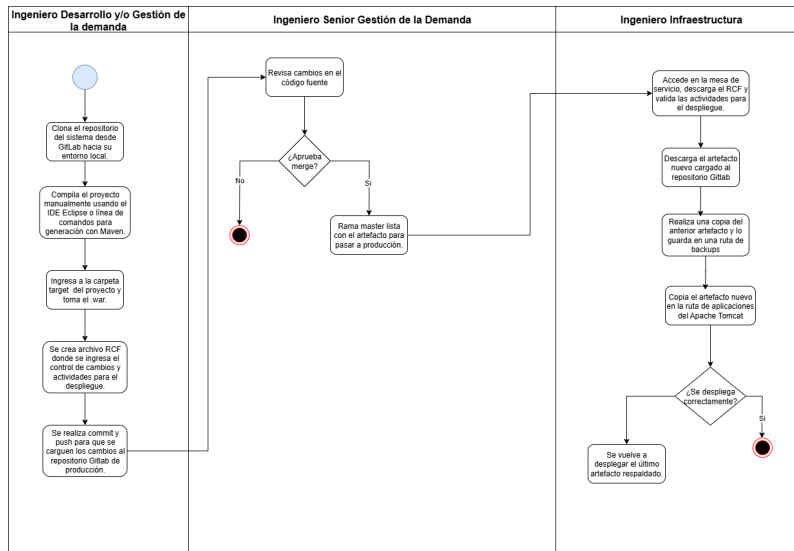 Ingeniero Desarrollo y/o Gestión de
la demanda
Ingeniero Senior Gestión de la Demanda
Ingeniero Infraestructura
Clona el repositorio
del sistema desde
GitLab hacia su
entorno local.
Compila el proyecto
manualmente usando el
IDE Eclipse o línea de
comandos para
generación con Maven.
Ingresa a la carpeta
target del proyecto y
toma el .war.
Se crea archivo RCF
donde se ingresa el
control de cambios y
actividades para el
despliegue.
Se realiza commit y
push para que se
carguen los cambios al
repositorio Gitlab de
producción.
Revisa cambios en el
código fuente
¿Aprueba
merge?
No
Si
Rama master lista
con el artefacto para
pasar a producción.
Accede en la mesa de
servicio, descarga el RCF y
valida las actividades para
el despliegue.
Descarga el artefacto
nuevo cargado al
repositorio Gitlab
Realiza una copia del
anterior artefacto y lo
guarda en una ruta de
backups
Copia el artefacto nuevo
en la ruta de aplicaciones
del Apache Tomcat
¿Se despliega
correctamente?
Si
Se vuelve a
desplegar el último
artefacto respaldado.